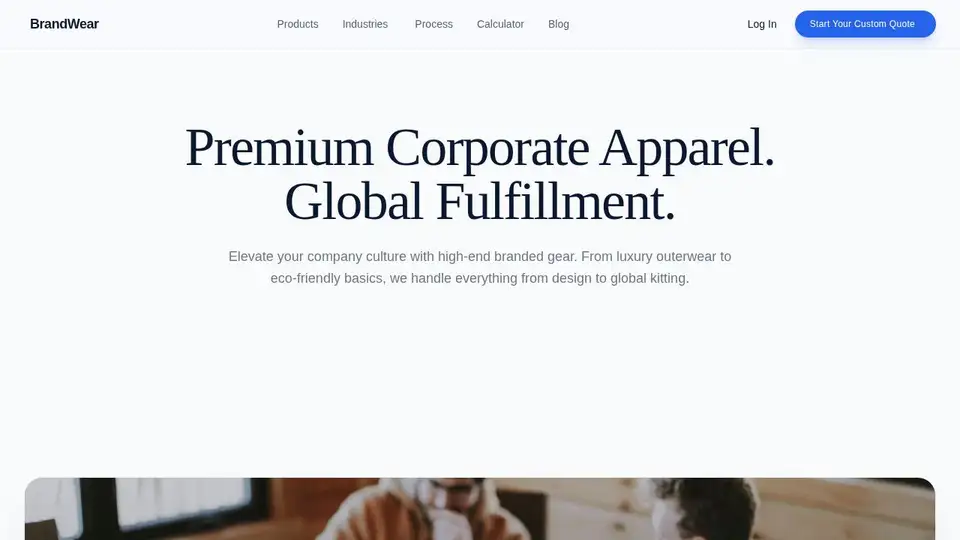 BrandWear
Products Industries Process Calculator Blog
Log In
Start Your Custom Quote
Premium Corporate Apparel.
Global Fulfillment.
Elevate your company culture with high-end branded gear. From luxury outerwear to
eco-friendly basics, we handle everything from design to global kitting.